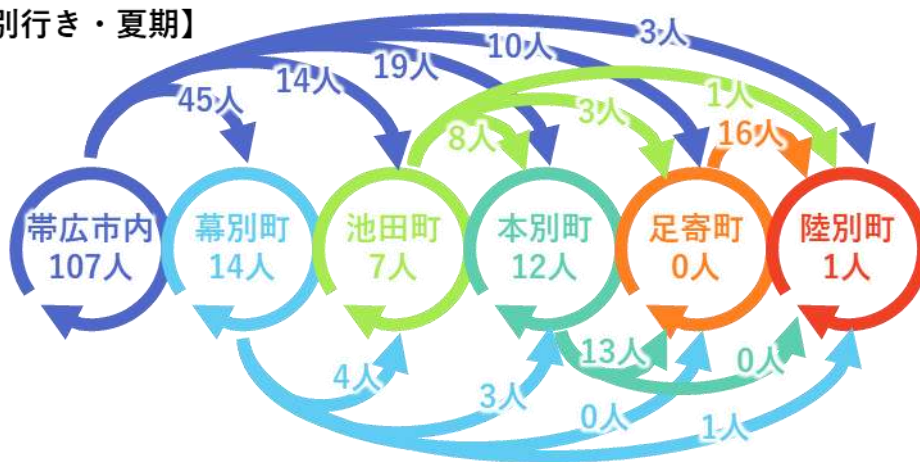 別行き・夏期】
3人
10人
19人
14人
45人
1人
3人
8人
16人
帯広市内
107人
幕別町
14人
池田町
7人
本別町
12人
足寄町
0人
陸別町
1人
13人
0人
4人
3人
0人
1人